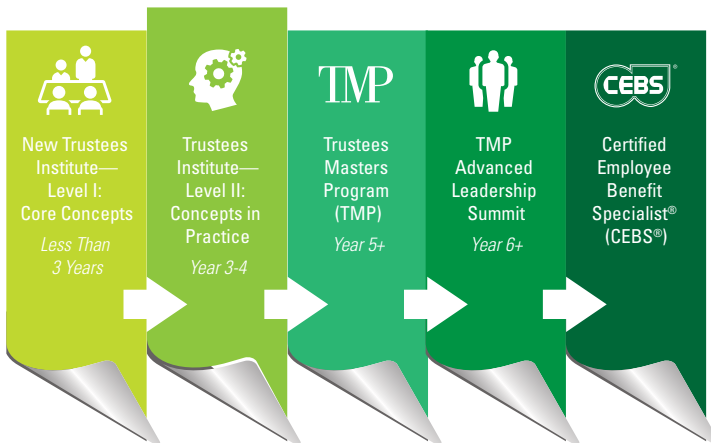 New Trustees
Institute—
Level I:
Core Concepts
Less Than
3 Years
Trustees
Institute—
Level II:
Concepts in
Practice
Year 3-4
TMP
Trustees
Masters
Program
(TMP)
Year 5+
TMP
Advanced
Leadership
Summit
Year 6+
CEBS®
Certified
Employee
Benefit
Specialist®
(CEBS®)